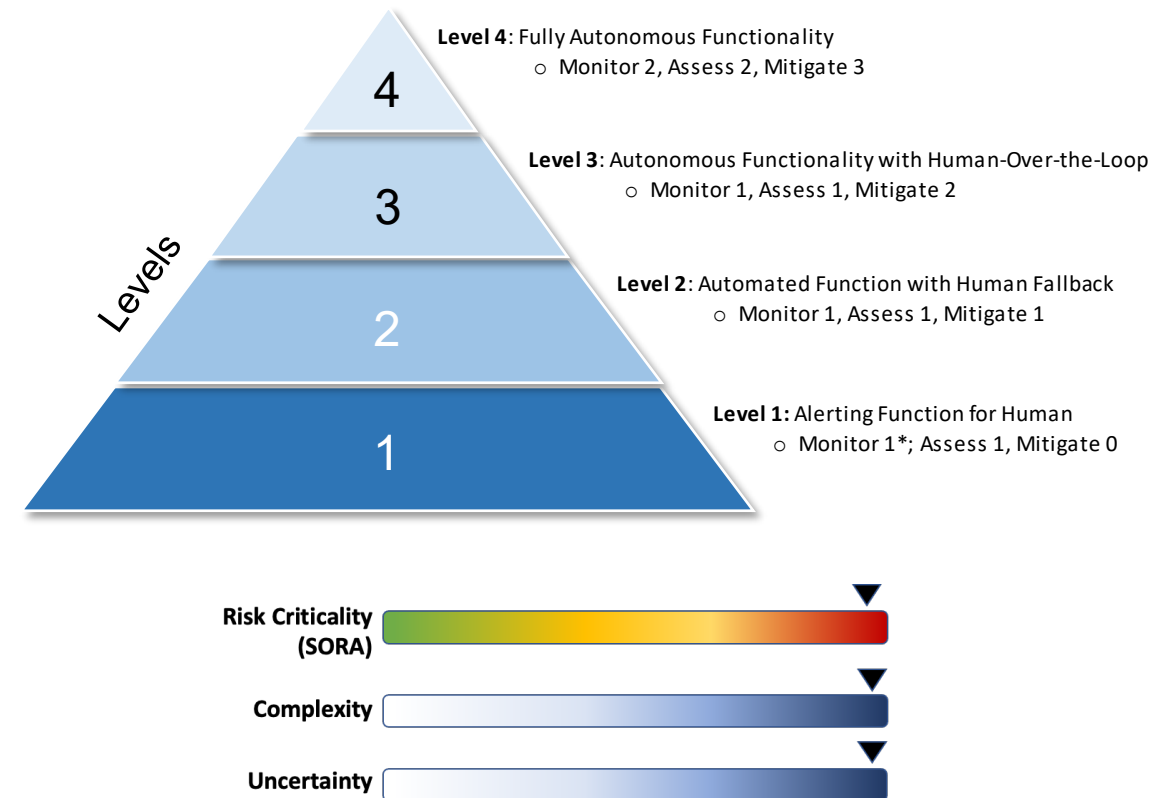 Level 4: Fully Autonomous Functionality
○ Monitor 2, Assess 2, Mitigate 3
4
Level 3: Autonomous Functionality with Human-Over-the-Loop
○ Monitor 1, Assess 1, Mitigate 2
3
Levels
Level 2: Automated Function with Human Fallback
○ Monitor 1, Assess 1, Mitigate 1
2
Level 1: Alerting Function for Human
○ Monitor 1*; Assess 1, Mitigate 0
1
Risk Criticality
(SORA)
Complexity
Uncertainty